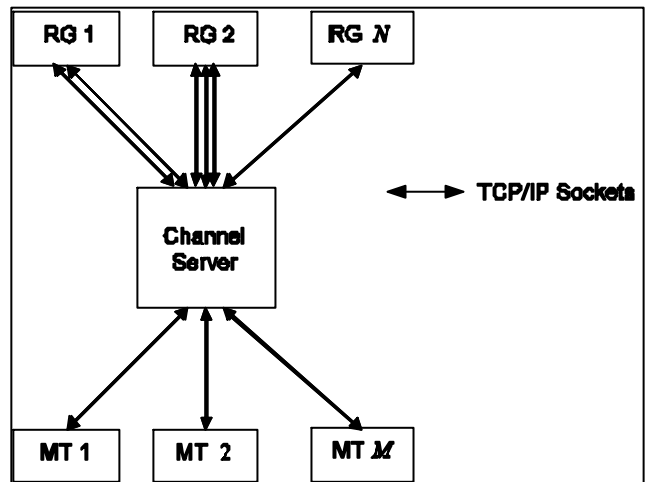 RG 1
RG 2
RG N
TCP/IP Sockets
Channel
Server
MT 1
MT 2
MT M